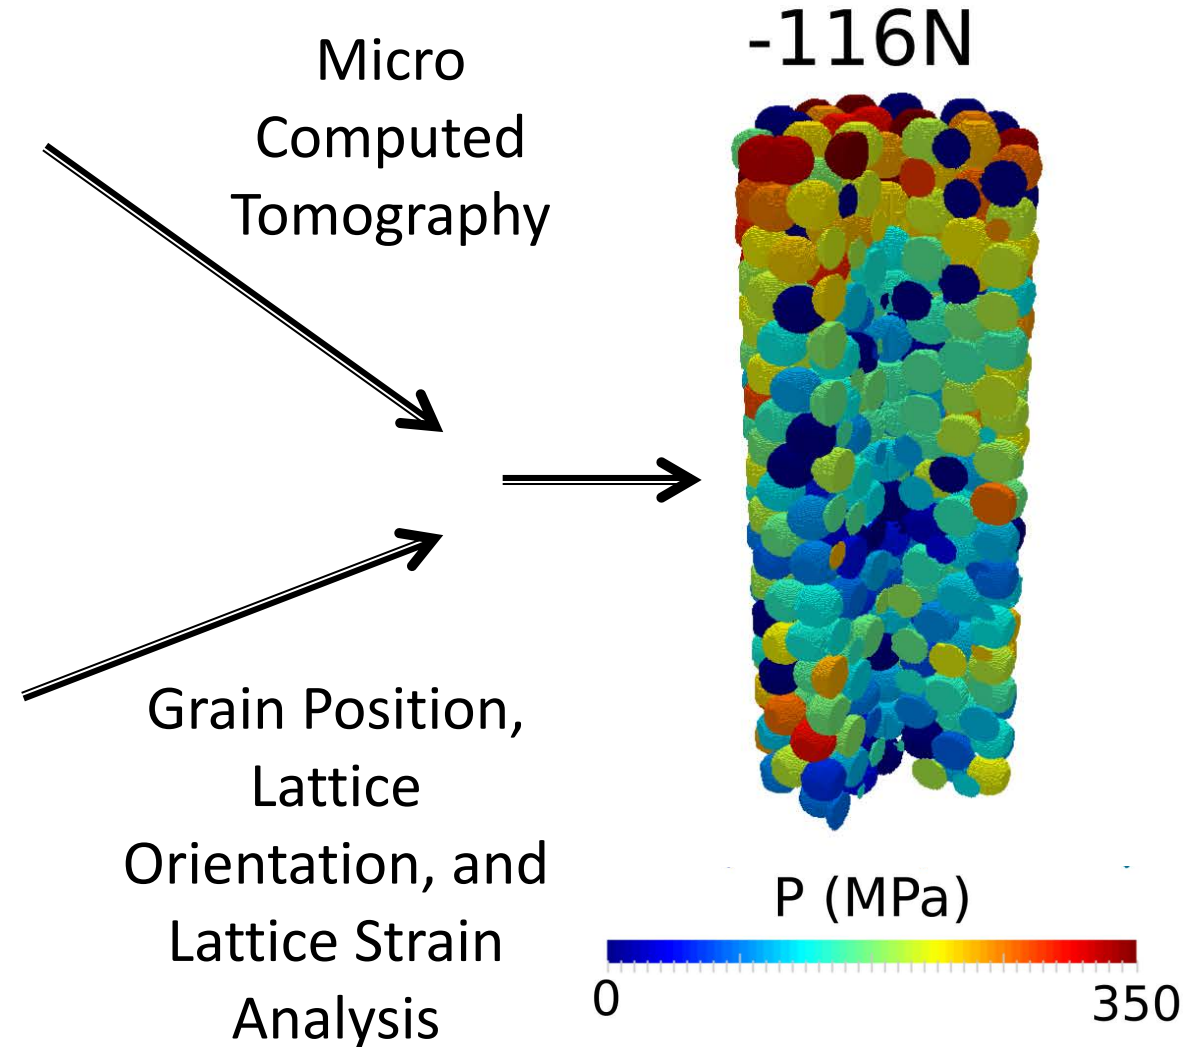 Micro
Computed
Tomography
-116N
Grain Position,
Lattice
Orientation, and
Lattice Strain
Analysis
P (MPa)
0
350